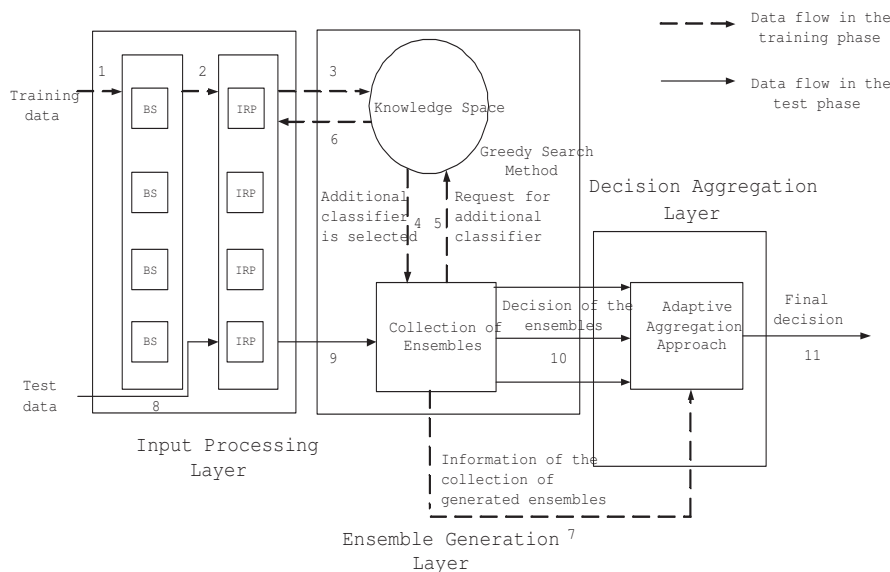 Data flow in the
training phase
Data flow in the
test phase
1
2
3
Training
data
BS
IRP
Knowledge Space
6
Greedy Search
Method
BS
IRP
Additional
classifier
is selected
4
5
Request for
additional
classifier
Decision Aggregation
Layer
BS
IRP
BS
IRP
9
Collection of
Ensembles
Decision of the
ensembles
10
Adaptive
Aggregation
Approach
Final
decision
11
Test
data
8
Input Processing
Layer
Information of the
collection of
generated ensembles
7
Ensemble Generation
Layer